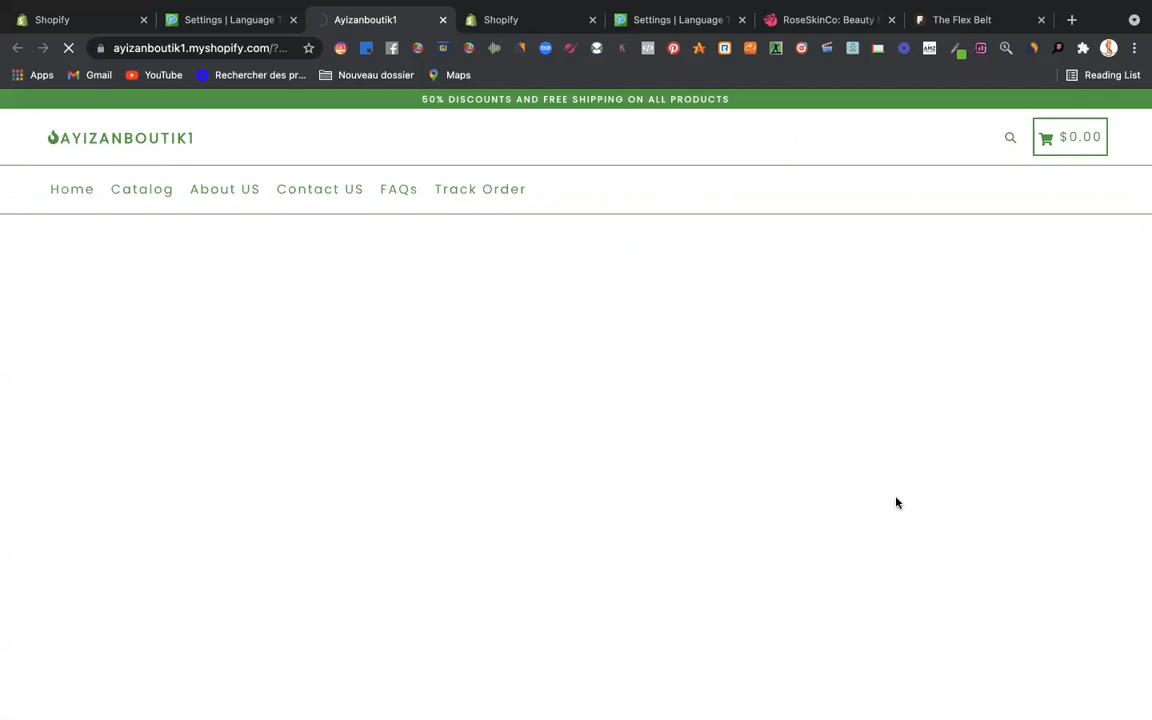 Shopify
Settings | Language T
Ayizanboutik1
Shopify
Settings | Language T
RoseSkinCo: Beauty
The Flex Belt
ayizanboutik1.myshopify.com/?...
Apps
Gmail
YouTube
Rechercher des pr...
Nouveau dossier
Maps
Reading List
50% DISCOUNTS AND FREE SHIPPING ON ALL PRODUCTS
AYIZANBOUTIK1
$0.00
Home
Catalog
About US
Contact US
FAQs
Track Order